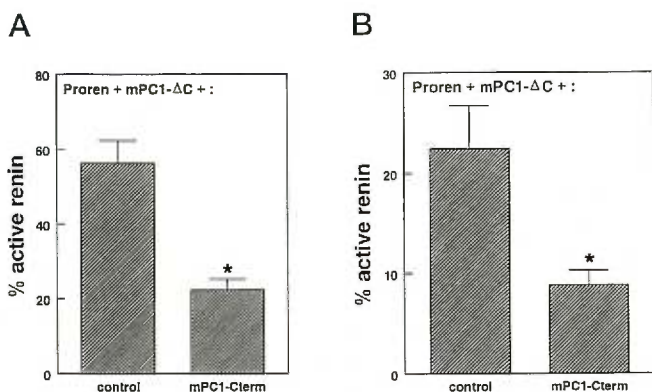 A
B
Proren + mPC1-ΔC + :
80
60
40
20
0
% active renin
*
control
mPC1-Cterm
Proren + mPC1-ΔC + :
30
20
10
0
% active renin
*
control
mPC1-Cterm